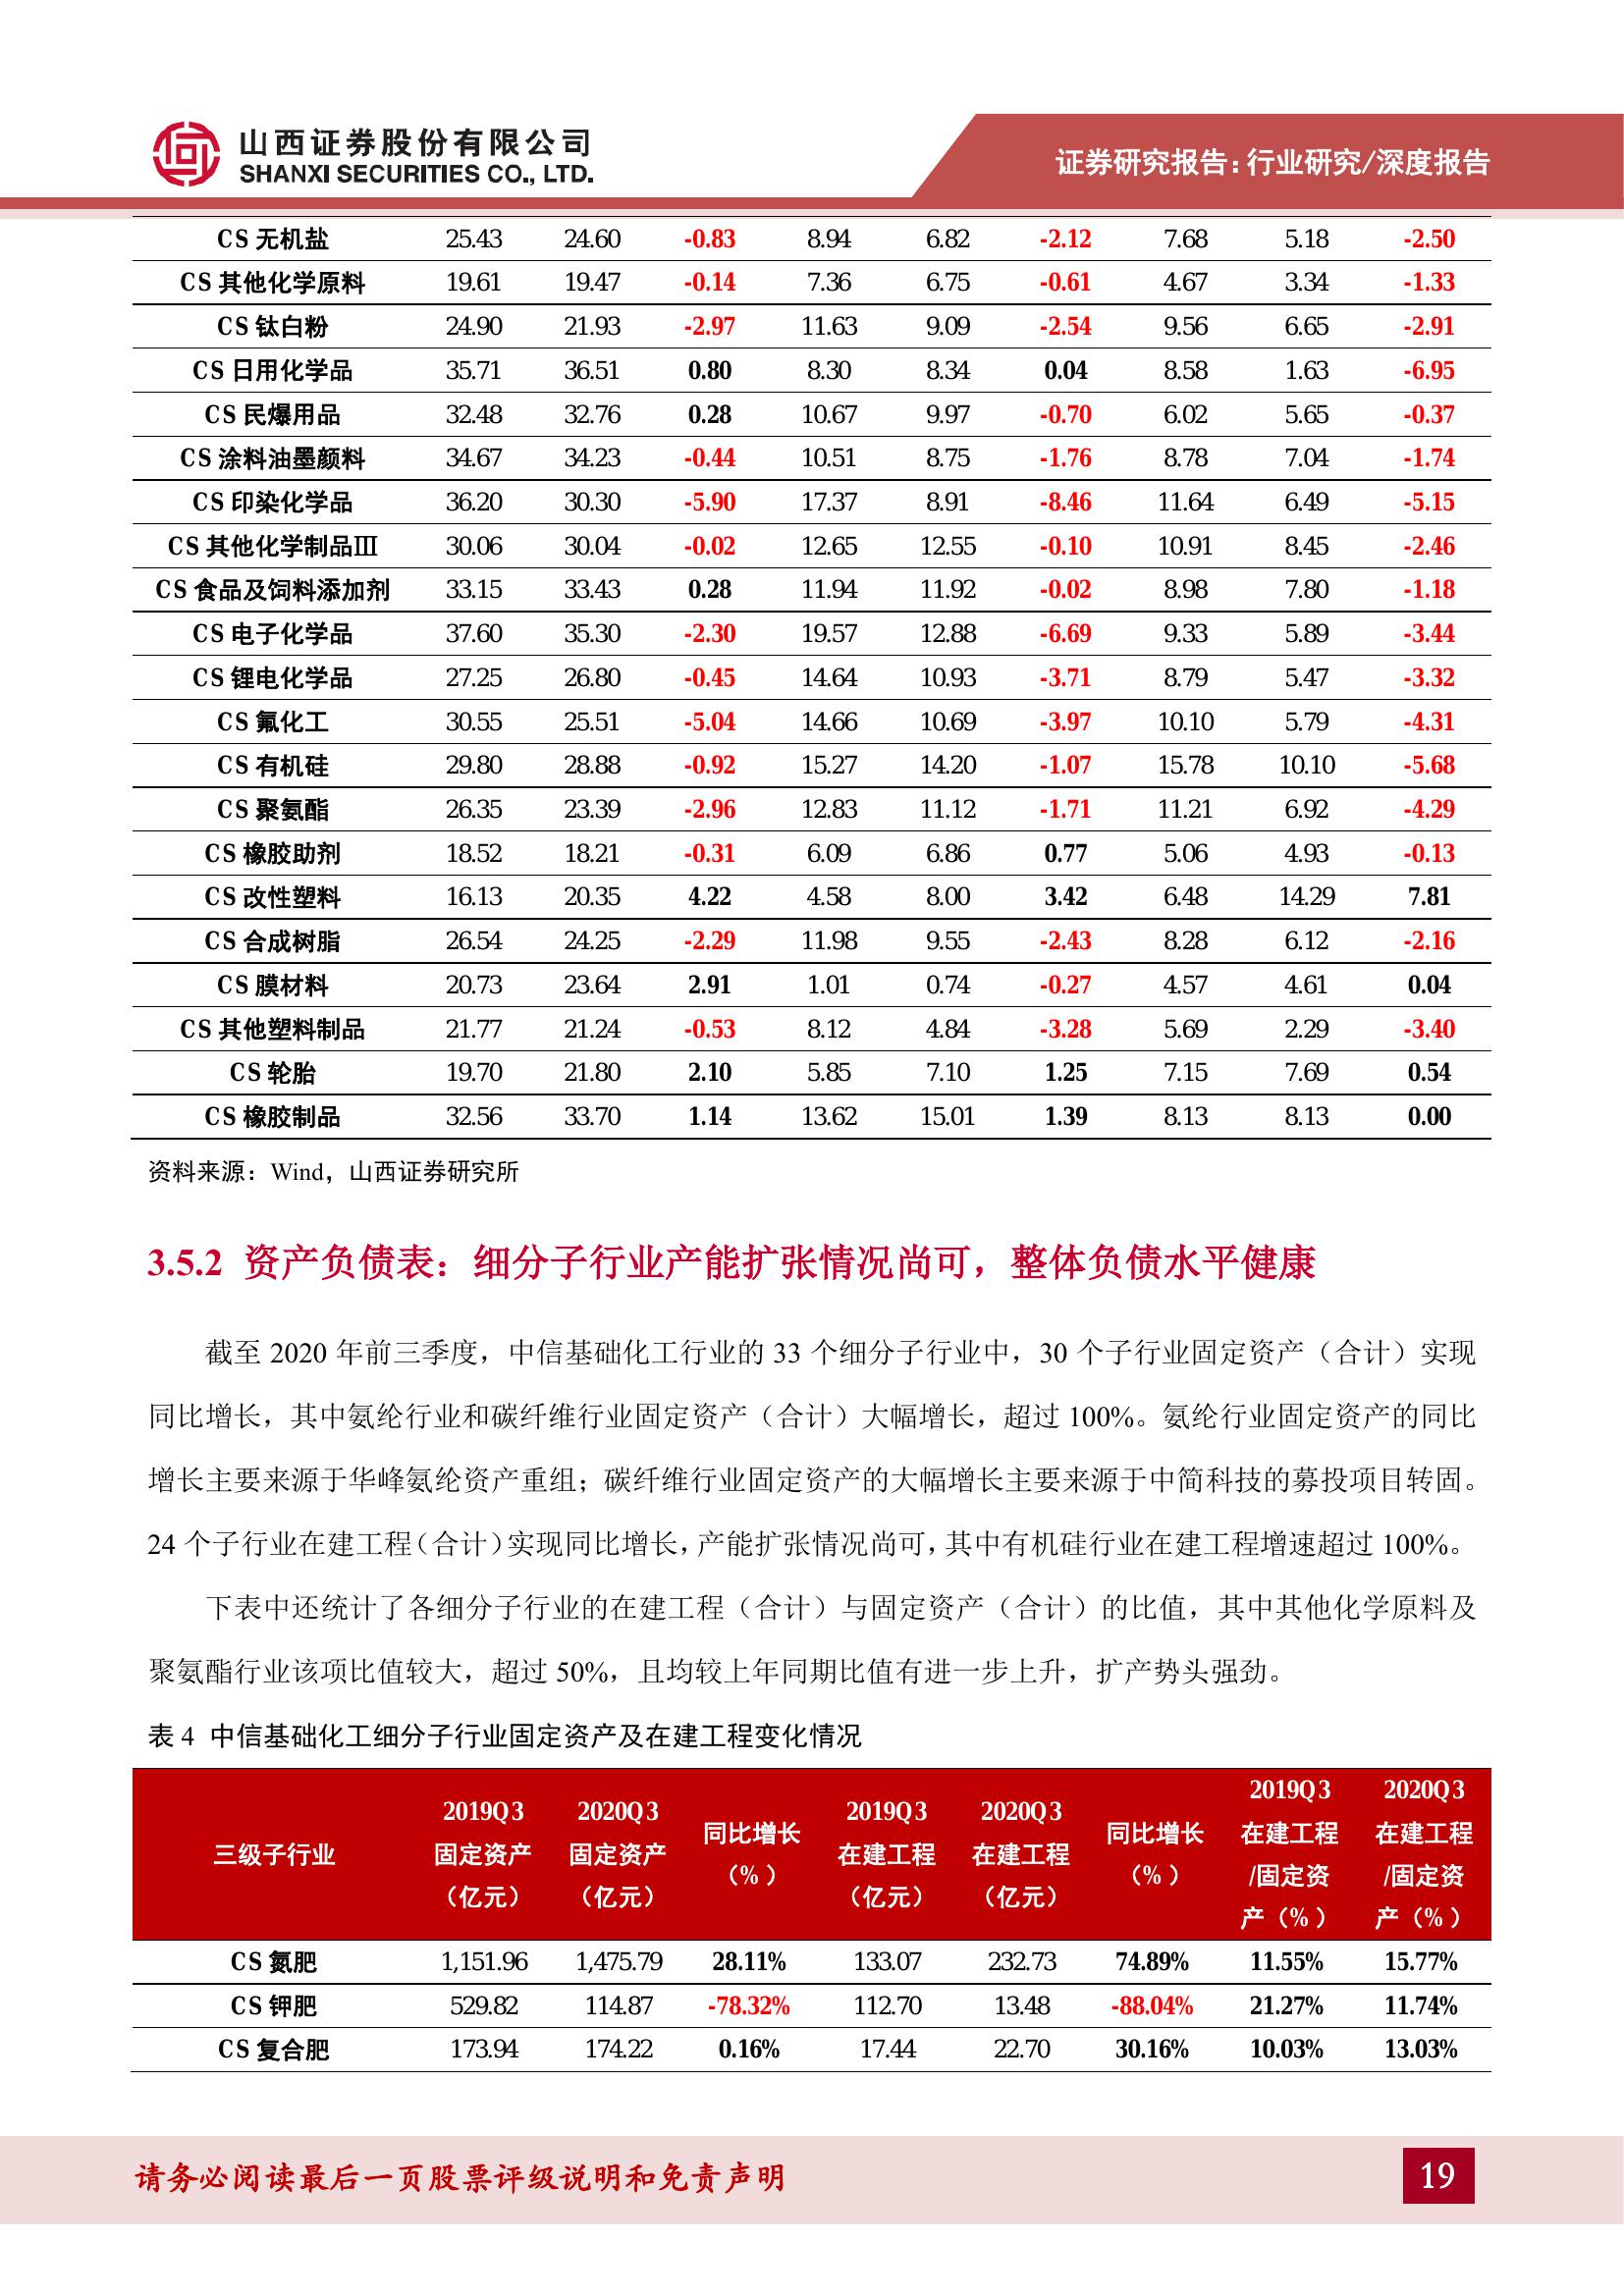 山西证券股份有限公司
SHANXI SECURITIES CO., LTD.
证券研究报告：行业研究/深度报告
CS 无机盐 25.43 24.60 -0.83 8.94 6.82 -2.12 7.68 5.18 -2.50
CS 其他化学原料 19.61 19.47 -0.14 7.36 6.75 -0.61 4.67 3.34 -1.33
CS 钛白粉 24.90 21.93 -2.97 11.63 9.09 -2.54 9.56 6.65 -2.91
CS 日用化学品 35.71 36.51 0.80 8.30 8.34 0.04 8.58 1.63 -6.95
CS 民爆用品 32.48 32.76 0.28 10.67 9.97 -0.70 6.02 5.65 -0.37
CS 涂料油墨颜料 34.67 34.23 -0.44 10.51 8.75 -1.76 8.78 7.04 -1.74
CS 印染化学品 36.20 30.30 -5.90 17.37 8.91 -8.46 11.64 6.49 -5.15
CS 其他化学制品Ⅲ 30.06 30.04 -0.02 12.65 12.55 -0.10 10.91 8.45 -2.46
CS 食品及饲料添加剂 33.15 33.43 0.28 11.94 11.92 -0.02 8.98 7.80 -1.18
CS 电子化学品 37.60 35.30 -2.30 19.57 12.88 -6.69 9.33 5.89 -3.44
CS 锂电化学品 27.25 26.80 -0.45 14.64 10.93 -3.71 8.79 5.47 -3.32
CS 氟化工 30.55 25.51 -5.04 14.66 10.69 -3.97 10.10 5.79 -4.31
CS 有机硅 29.80 28.88 -0.92 15.27 14.20 -1.07 15.78 10.10 -5.68
CS 聚氨酯 26.35 23.39 -2.96 12.83 11.12 -1.71 11.21 6.92 -4.29
CS 橡胶助剂 18.52 18.21 -0.31 6.09 6.86 0.77 5.06 4.93 -0.13
CS 改性塑料 16.13 20.35 4.22 4.58 8.00 3.42 6.48 14.29 7.81
CS 合成树脂 26.54 24.25 -2.29 11.98 9.55 -2.43 8.28 6.12 -2.16
CS 膜材料 20.73 23.64 2.91 1.01 0.74 -0.27 4.57 4.61 0.04
CS 其他塑料制品 21.77 21.24 -0.53 8.12 4.84 -3.28 5.69 2.29 -3.40
CS 轮胎 19.70 21.80 2.10 5.85 7.10 1.25 7.15 7.69 0.54
CS 橡胶制品 32.56 33.70 1.14 13.62 15.01 1.39 8.13 8.13 0.00
资料来源：Wind，山西证券研究所
3.5.2 资产负债表：细分子行业产能扩张情况尚可，整体负债水平健康
截至 2020 年前三季度，中信基础化工行业的 33 个细分子行业中，30 个子行业固定资产（合计）实现
同比增长，其中氨纶行业和碳纤维行业固定资产（合计）大幅增长，超过 100%。氨纶行业固定资产的同比
增长主要来源于华峰氨纶资产重组；碳纤维行业固定资产的大幅增长主要来源于中简科技的募投项目转固。
24 个子行业在建工程（合计）实现同比增长，产能扩张情况尚可，其中有机硅行业在建工程增速超过 100%。
下表中还统计了各细分子行业的在建工程（合计）与固定资产（合计）的比值，其中其他化学原料及
聚氨酯行业该项比值较大，超过 50%，且均较上年同期比值有进一步上升，扩产势头强劲。
表 4 中信基础化工细分子行业固定资产及在建工程变化情况
三级子行业 2019Q3 固定资产（亿元） 2020Q3 固定资产（亿元） 同比增长（%） 2019Q3 在建工程（亿元） 2020Q3 在建工程（亿元） 同比增长（%） 2019Q3 在建工程/固定资产（%） 2020Q3 在建工程/固定资产（%）
CS 氮肥 1,151.96 1,475.79 28.11% 133.07 232.73 74.89% 11.55% 15.77%
CS 钾肥 529.82 114.87 -78.32% 112.70 13.48 -88.04% 21.27% 11.74%
CS 复合肥 173.94 174.22 0.16% 17.44 22.70 30.16% 10.03% 13.03%
请务必阅读最后一页股票评级说明和免责声明
19